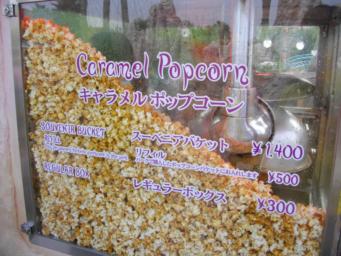 Caramel Popcorn
キャラメル ポップコーン
SOUVENIR BUCKET
スーベニアバケット ¥1,400
REFILL
リフィル ¥500
REGULAR BOX
レギュラーボックス ¥300